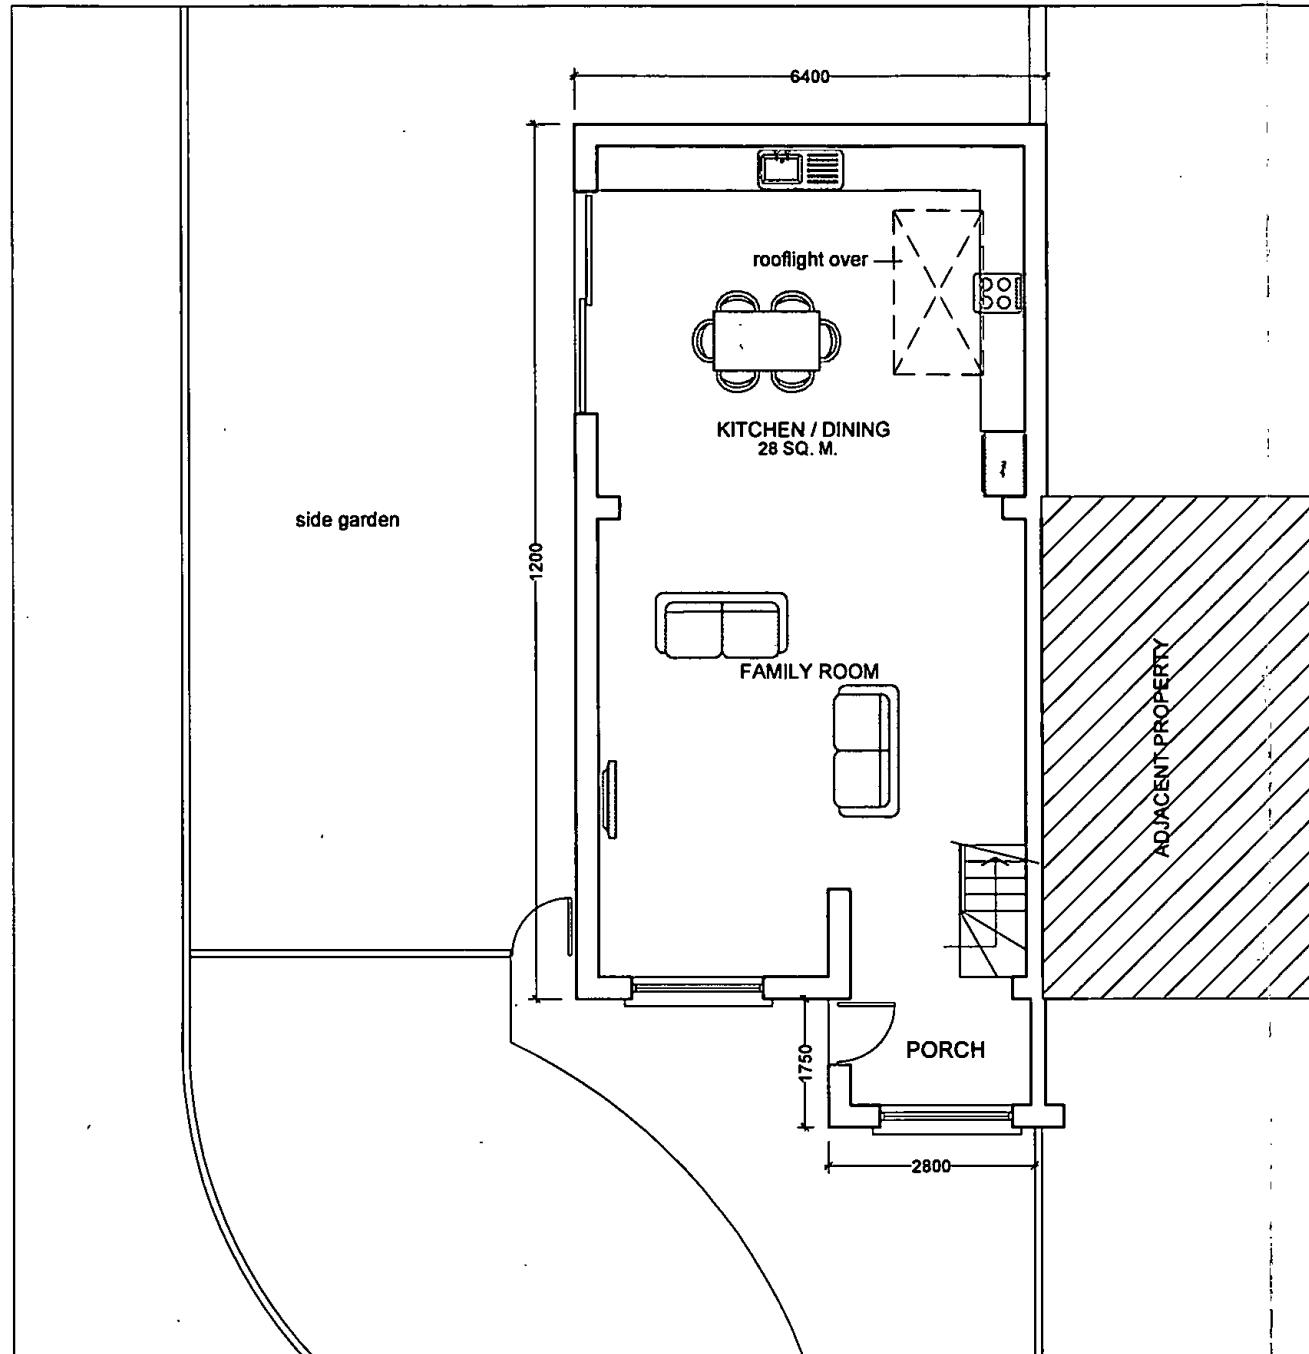 6400
rooflight over
KITCHEN / DINING
28 SQ. M.
side garden
1200
FAMILY ROOM
ADJACENT PROPERTY
PORCH
1750
2800